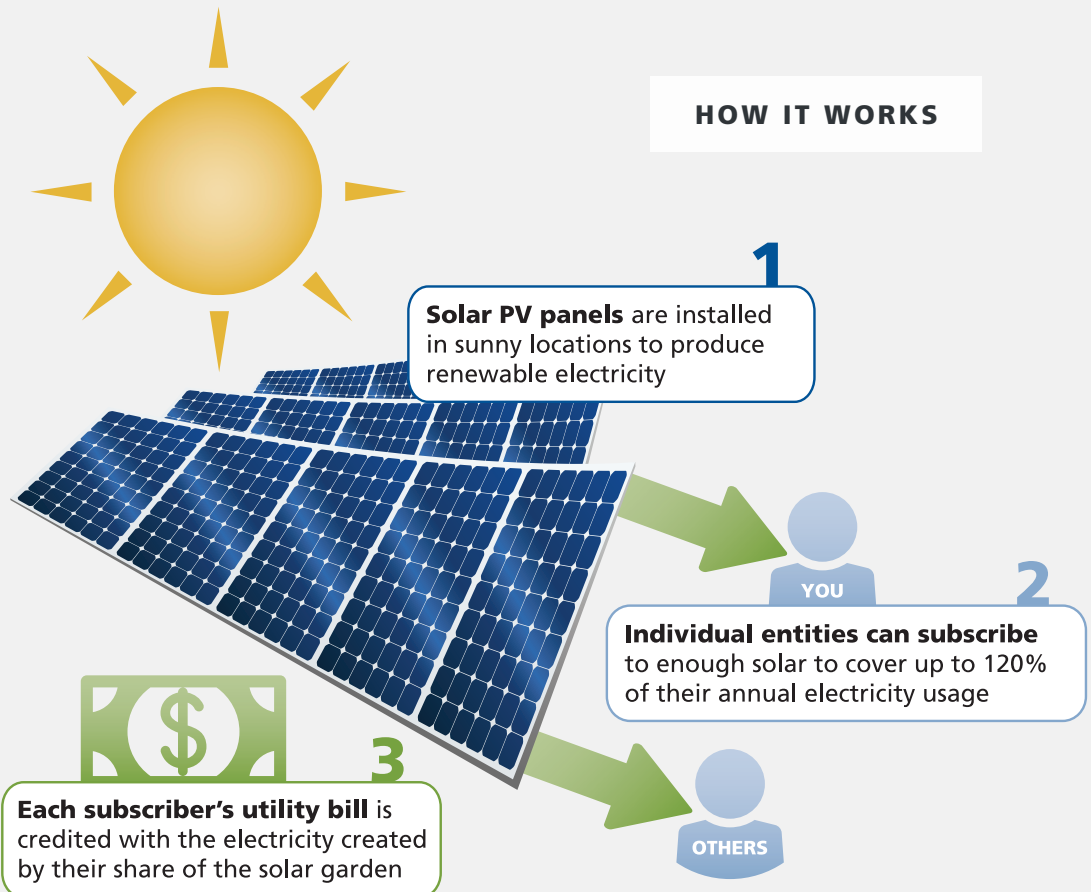 HOW IT WORKS
1
Solar PV panels are installed
in sunny locations to produce
renewable electricity
YOU
2
Individual entities can subscribe
to enough solar to cover up to 120%
of their annual electricity usage
$
3
Each subscriber's utility bill is
credited with the electricity created
by their share of the solar garden
OTHERS